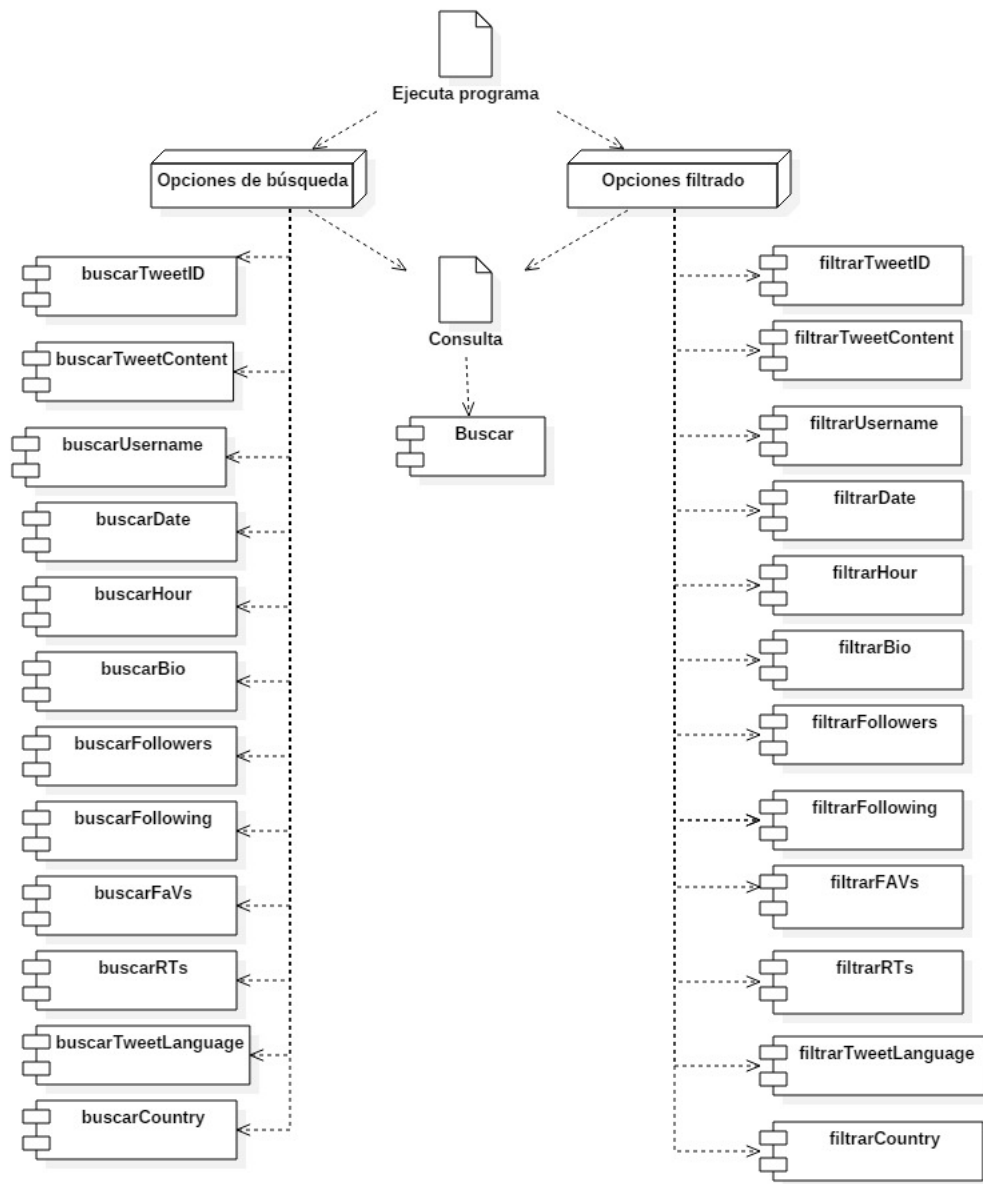 Ejecuta programa
Opciones de búsqueda
Opciones filtrado
Consulta
Buscar
buscarTweetID
buscarTweetContent
buscarUsername
buscarDate
buscarHour
buscarBio
buscarFollowers
buscarFollowing
buscarFaVs
buscarRTs
buscarTweetLanguage
buscarCountry
filtrarTweetID
filtrarTweetContent
filtrarUsername
filtrarDate
filtrarHour
filtrarBio
filtrarFollowers
filtrarFollowing
filtrarFAVs
filtrarRTs
filtrarTweetLanguage
filtrarCountry